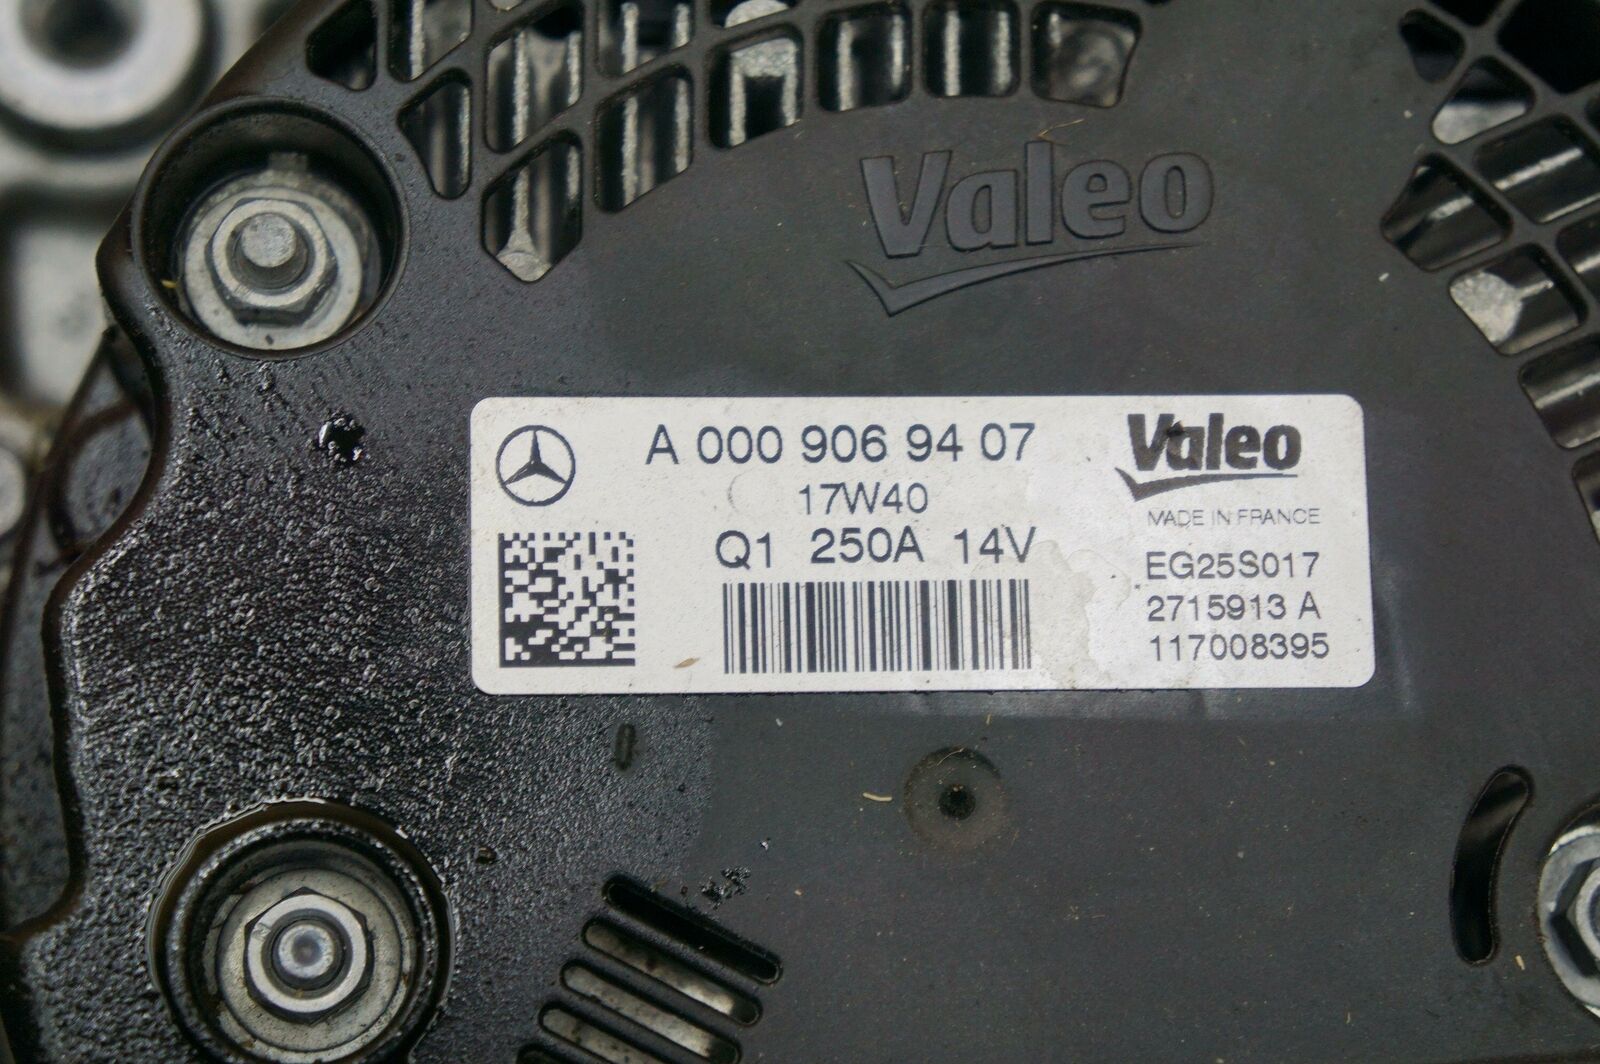 Valeo
A 000 906 94 07
17W40
Q1 250A 14V
Valeo
MADE IN FRANCE
EG25S017
2715913 A
117008395